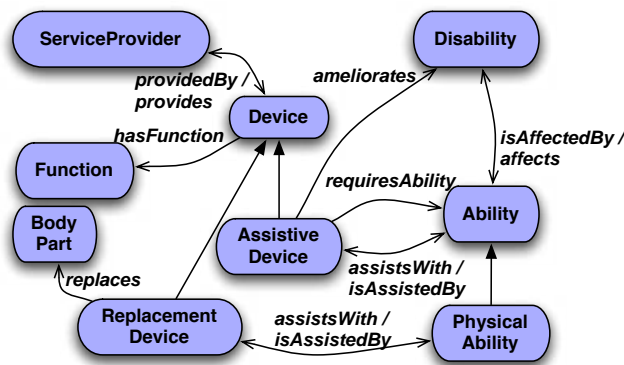 ServiceProvider
Disability
providedBy /
provides
ameliorates
Device
hasFunction
isAffectedBy /
affects
Function
requiresAbility
Body
Part
Ability
Assistive
Device
assistsWith /
isAssistedBy
replaces
Replacement
Device
assistsWith /
isAssistedBy
Physical
Ability